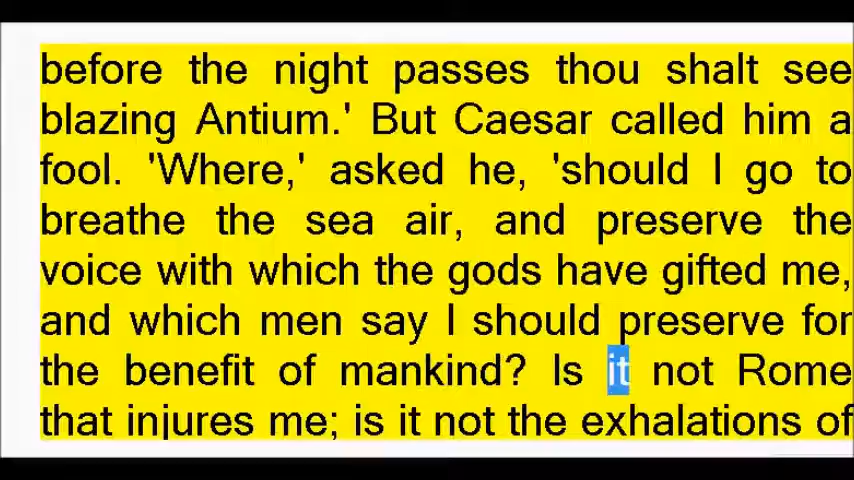 before the night passes thou shalt see
blazing Antium.' But Caesar called him a
fool. 'Where,' asked he, 'should I go to
breathe the sea air, and preserve the
voice with which the gods have gifted me,
and which men say I should preserve for
the benefit of mankind? Is it not Rome
that injures me; is it not the exhalations of